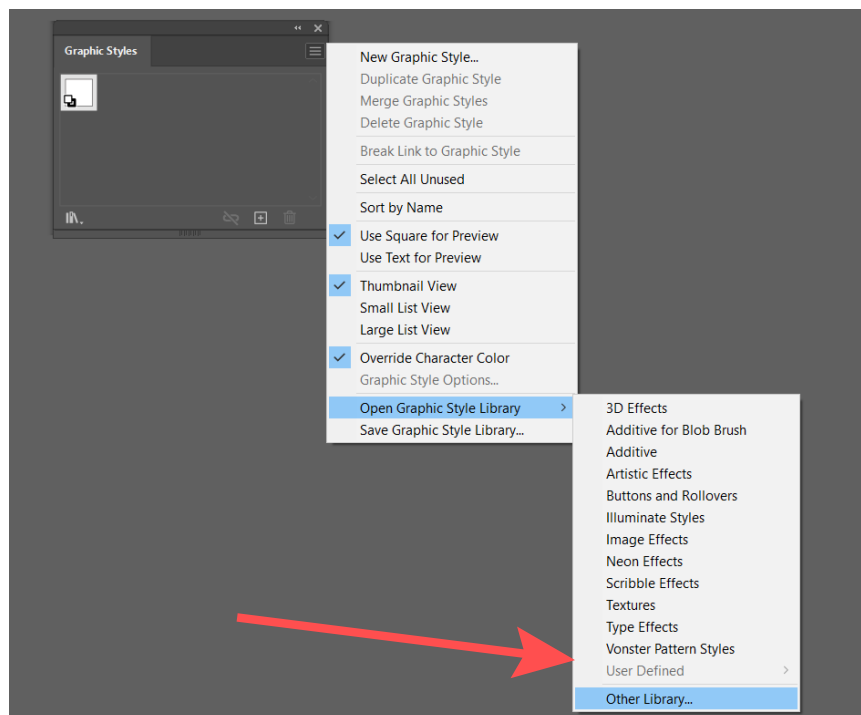 Graphic Styles
New Graphic Style...
Duplicate Graphic Style
Merge Graphic Styles
Delete Graphic Style
Break Link to Graphic Style
Select All Unused
Sort by Name
Use Square for Preview
Use Text for Preview
Thumbnail View
Small List View
Large List View
Override Character Color
Graphic Style Options...
Open Graphic Style Library
Save Graphic Style Library...
3D Effects
Additive for Blob Brush
Additive
Artistic Effects
Buttons and Rollovers
Illuminate Styles
Image Effects
Neon Effects
Scribble Effects
Textures
Type Effects
Vonster Pattern Styles
User Defined
Other Library...